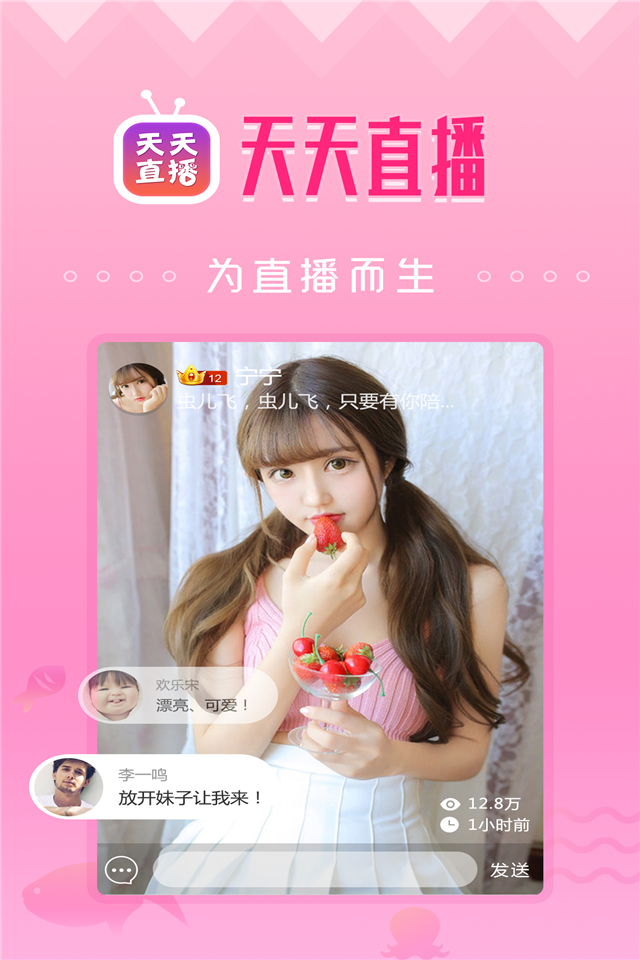 天天
直播
天天直播
为直播而生
12 宁宁
虫儿飞，虫儿飞，只要有你陪...
欢乐宋
漂亮、可爱！
李一鸣
放开妹子让我来！
12.8万
1小时前
发送